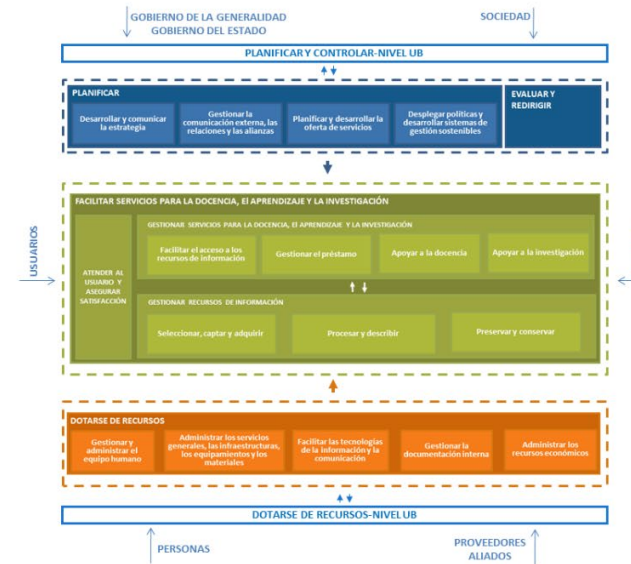 GOBIERNO DE LA GENERALIDAD
GOBIERNO DEL ESTADO
SOCIEDAD
PLANIFICAR Y CONTROLAR-NIVEL UB
PLANIFICAR
EVALUAR Y
REDIRIGIR
Desarrollar y comunicar
la estrategia
Gestionar la
comunicación externa, las
relaciones y las alianzas
Planificar y desarrollar la
oferta de servicios
Desplegar políticas y
desarrollar sistemas de
gestión sostenibles
FACILITAR SERVICIOS PARA LA DOCENCIA, El APRENDIZAJE Y LA INVESTIGACIÓN
USUARIOS
ATENDER AL
USUARIO Y
ASEGURAR
SATISFACCIÓN
GESTIONAR SERVICIOS PARA LA DOCENCIA, EL APRENDIZAJE Y LA INVESTIGACIÓN
Facilitar el acceso a los
recursos de información
Gestionar el préstamo
Apoyar a la docencia
Apoyar a la investigación
GESTIONAR RECURSOS DE INFORMACIÓN
Seleccionar, captar y adquirir
Procesar y describir
Preservar y conservar
DOTARSE DE RECURSOS
Gestionar y
administrar el
equipo humano
Administrar los servicios
generales, las infraestructuras,
los equipamientos y los
materiales
Facilitar las tecnologías
de la información y la
comunicación
Gestionar la
documentación interna
Administrar los
recursos económicos
DOTARSE DE RECURSOS-NIVEL UB
PERSONAS
PROVEEDORES
ALIADOS